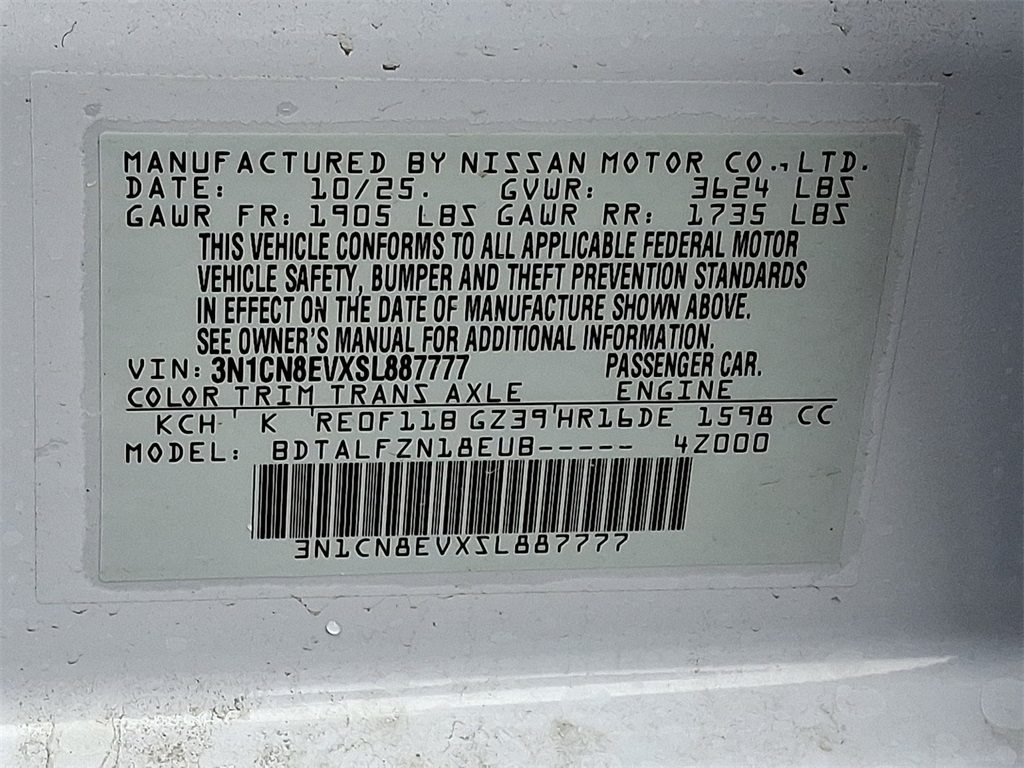 MANUFACTURED BY NISSAN MOTOR CO., LTD.
DATE: 10/25. GVWR: 3624 LBS
GAWR FR: 1905 LBS GAWR RR: 1735 LBS
THIS VEHICLE CONFORMS TO ALL APPLICABLE FEDERAL MOTOR
VEHICLE SAFETY, BUMPER AND THEFT PREVENTION STANDARDS
IN EFFECT ON THE DATE OF MANUFACTURE SHOWN ABOVE.
SEE OWNER'S MANUAL FOR ADDITIONAL INFORMATION.
VIN: 3N1CN8EVXSL887777 PASSENGER CAR.
COLOR TRIM TRANS AXLE ENGINE
KCH K RE0F11B GZ39 HR16DE 1598 CC
MODEL: BDTALFZN18EUB----- 4Z000
3N1CN8EVXSL887777